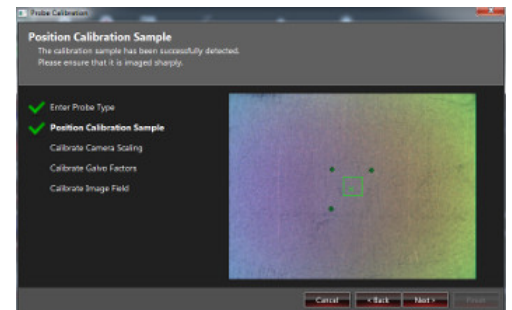 Probe Calibration
Position Calibration Sample
The calibration sample has been successfully detected.
Please ensure that it is imaged sharply.
Enter Probe Type
Position Calibration Sample
Calibrate Camera Scaling
Calibrate Galvo Factors
Calibrate Image Field
Cancel < Back Next > Finish